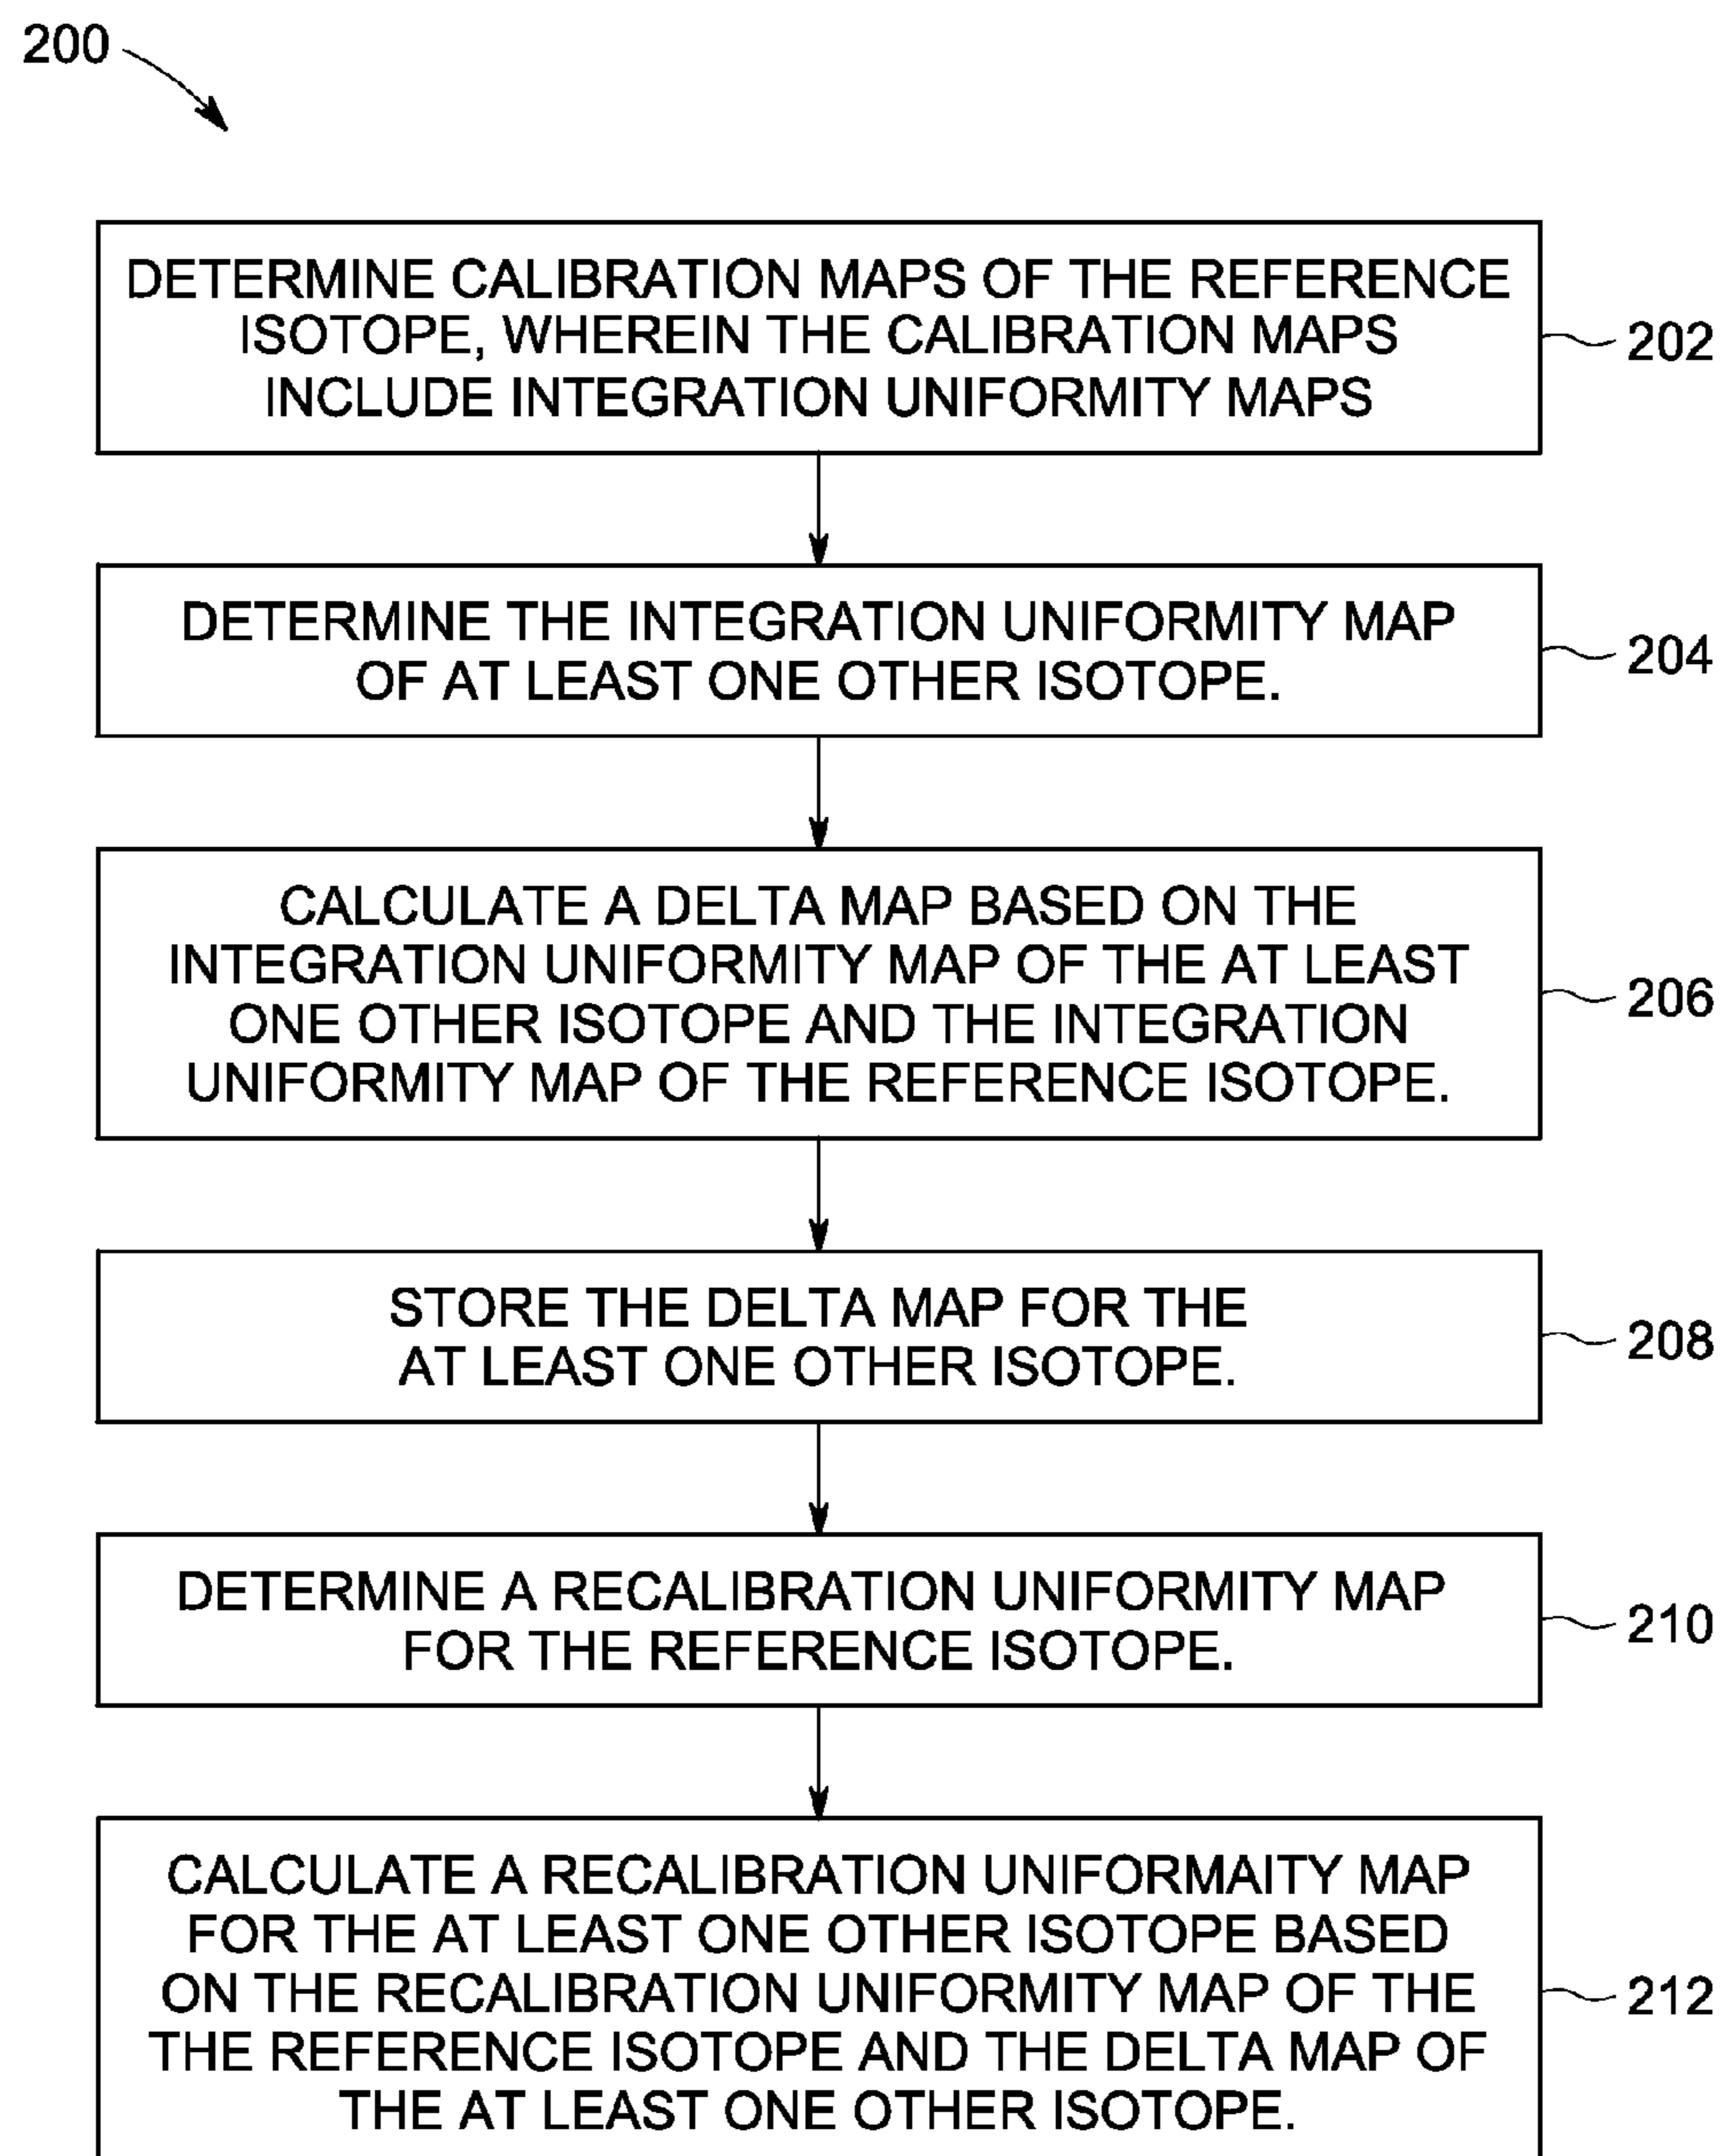 200
DETERMINE CALIBRATION MAPS OF THE REFERENCE
ISOTOPE, WHEREIN THE CALIBRATION MAPS
INCLUDE INTEGRATION UNIFORMITY MAPS
202
DETERMINE THE INTEGRATION UNIFORMITY MAP
OF AT LEAST ONE OTHER ISOTOPE.
204
CALCULATE A DELTA MAP BASED ON THE
INTEGRATION UNIFORMITY MAP OF THE AT LEAST
ONE OTHER ISOTOPE AND THE INTEGRATION
UNIFORMITY MAP OF THE REFERENCE ISOTOPE.
206
STORE THE DELTA MAP FOR THE
AT LEAST ONE OTHER ISOTOPE.
208
DETERMINE A RECALIBRATION UNIFORMITY MAP
FOR THE REFERENCE ISOTOPE.
210
CALCULATE A RECALIBRATION UNIFORMAITY MAP
FOR THE AT LEAST ONE OTHER ISOTOPE BASED
ON THE RECALIBRATION UNIFORMITY MAP OF THE
THE REFERENCE ISOTOPE AND THE DELTA MAP OF
THE AT LEAST ONE OTHER ISOTOPE.
212